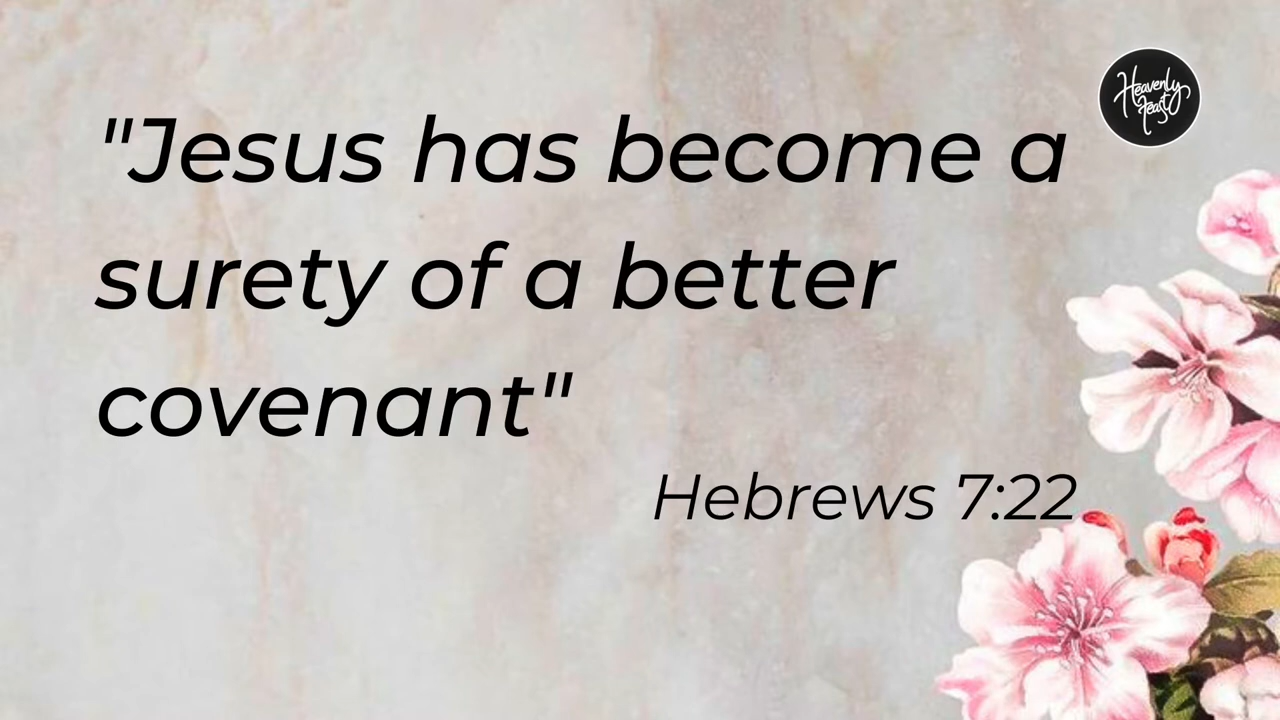 "Jesus has become a
surety of a better
covenant"
Hebrews 7:22
Heavenly
feast